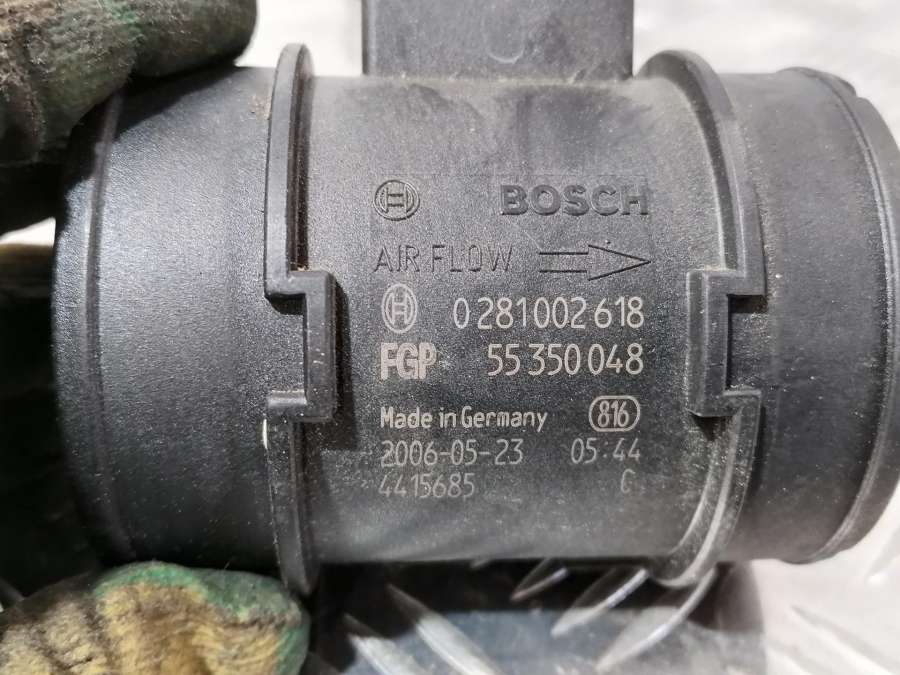 BOSCH
AIR FLOW
0 281 002 618
FGP 55 350 048
Made in Germany 816
2006-05-23 05:44
4415685 C